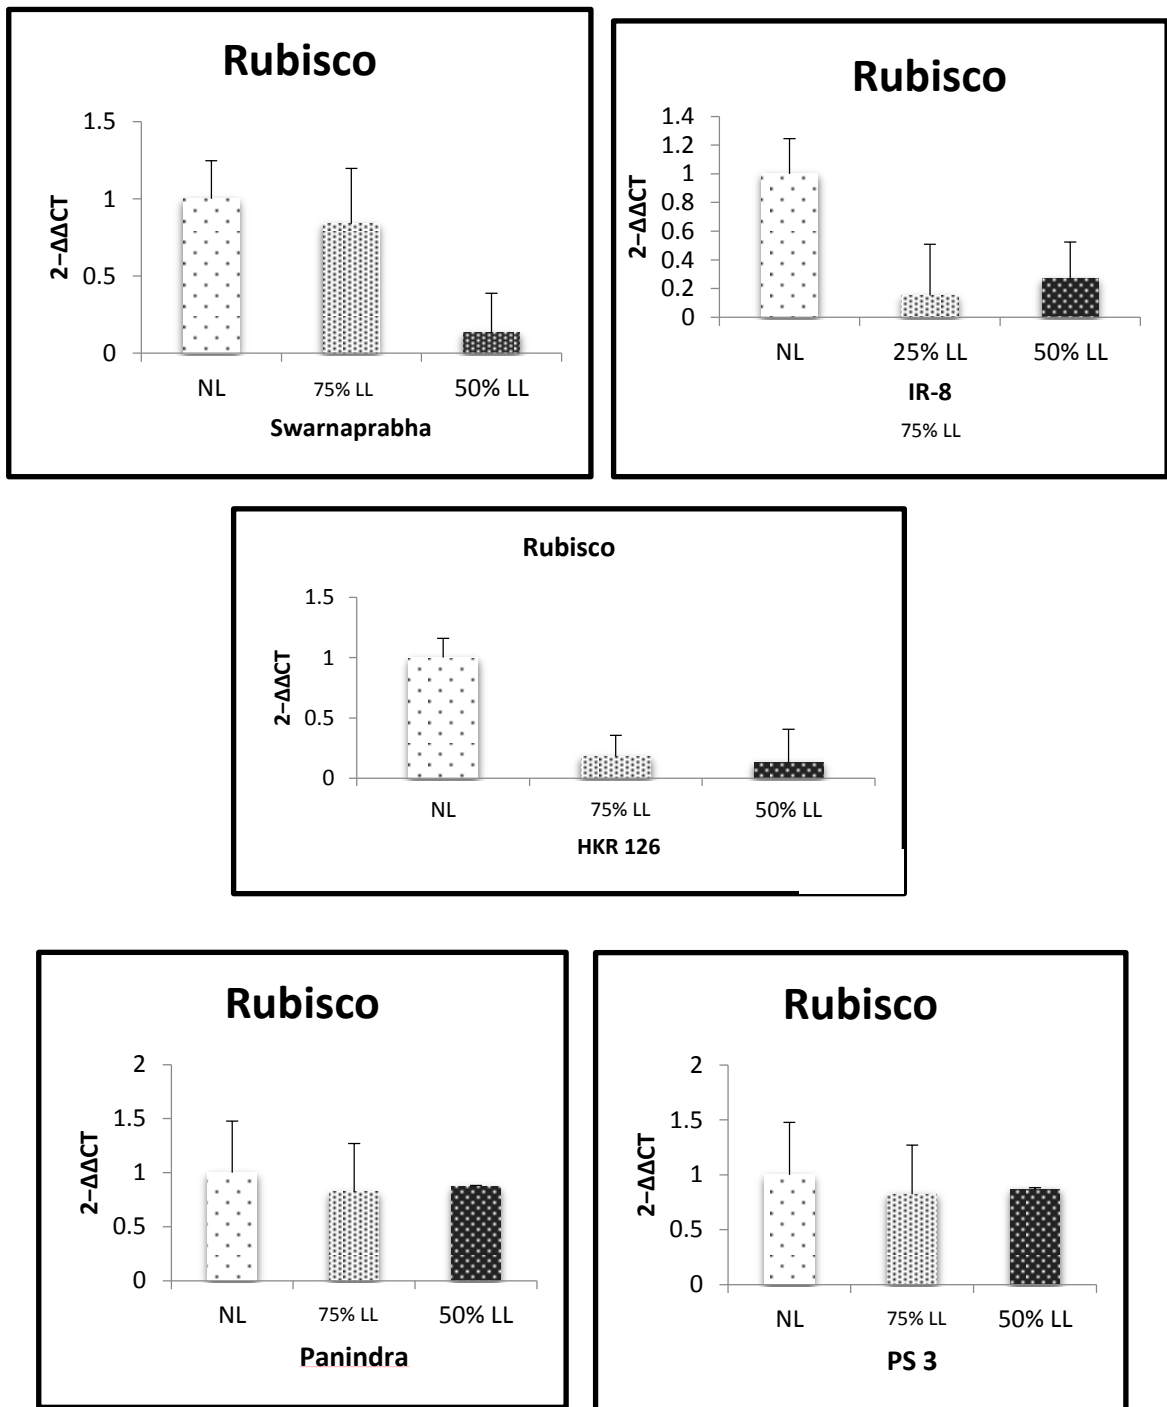 Rubisco
1.5
1
0.5
0
2−ΔΔCT
NL 75% LL 50% LL
Swarnaprabha
Rubisco
1.4
1.2
1
0.8
0.6
0.4
0.2
0
2−ΔΔCT
NL 25% LL 50% LL
IR-8
75% LL
Rubisco
1.5
1
0.5
0
2−ΔΔCT
NL 75% LL 50% LL
HKR 126
Rubisco
2
1.5
1
0.5
0
2−ΔΔCT
NL 75% LL 50% LL
Panindra
Rubisco
2
1.5
1
0.5
0
2−ΔΔCT
NL 75% LL 50% LL
PS 3